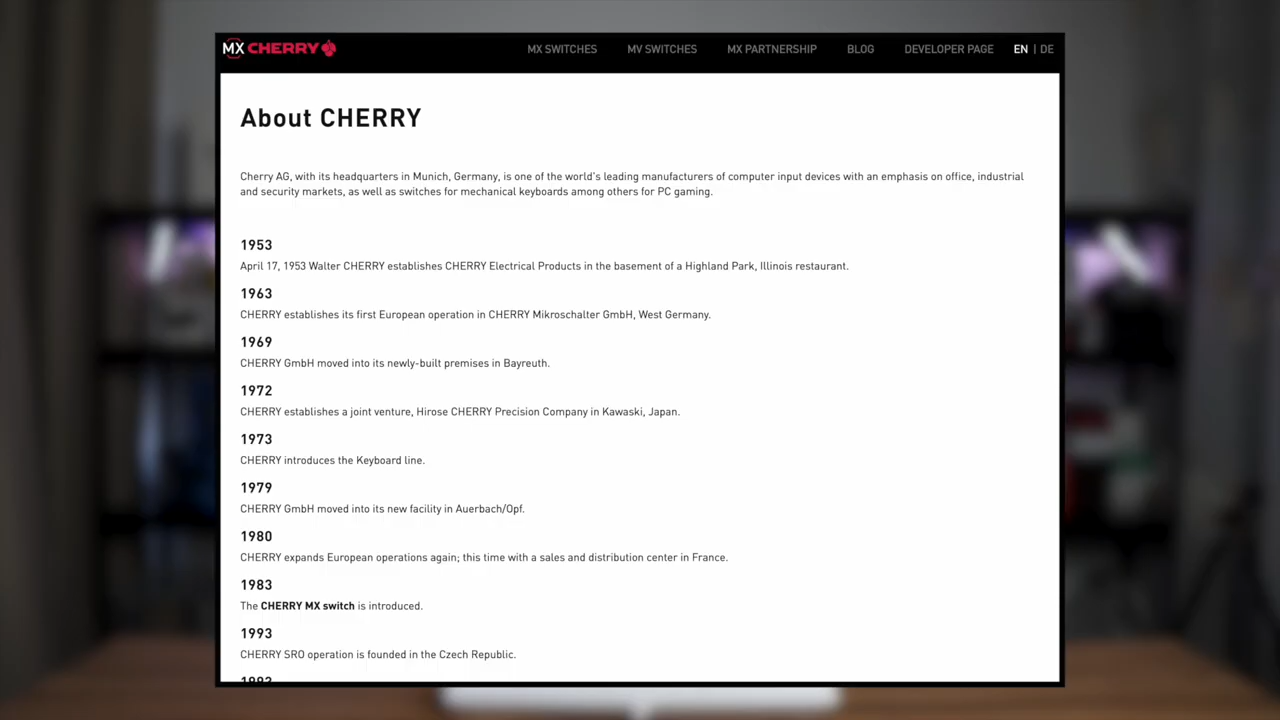 MX CHERRY
MX SWITCHES
MV SWITCHES
MX PARTNERSHIP
BLOG
DEVELOPER PAGE
EN | DE
About CHERRY
Cherry AG, with its headquarters in Munich, Germany, is one of the world's leading manufacturers of computer input devices with an emphasis on office, industrial
and security markets, as well as switches for mechanical keyboards among others for PC gaming.
1953
April 17, 1953 Walter CHERRY establishes CHERRY Electrical Products in the basement of a Highland Park, Illinois restaurant.
1963
CHERRY establishes its first European operation in CHERRY Mikroschalter GmbH, West Germany.
1969
CHERRY GmbH moved into its newly-built premises in Bayreuth.
1972
CHERRY establishes a joint venture, Hirose CHERRY Precision Company in Kawaski, Japan.
1973
CHERRY introduces the Keyboard line.
1979
CHERRY GmbH moved into its new facility in Auerbach/Opf.
1980
CHERRY expands European operations again; this time with a sales and distribution center in France.
1983
The CHERRY MX switch is introduced.
1993
CHERRY SRO operation is founded in the Czech Republic.